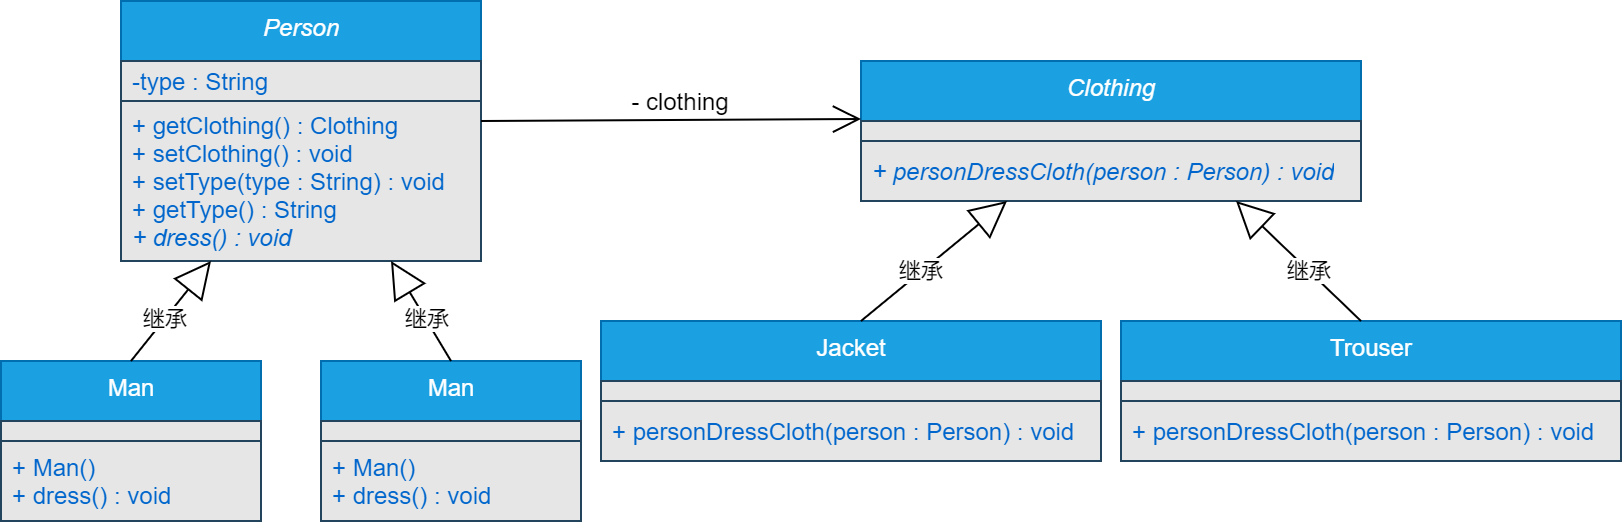 Person
-type : String
+ getClothing() : Clothing
+ setClothing() : void
+ setType(type : String) : void
+ getType() : String
+ dress() : void
- clothing
Clothing
+ personDressCloth(person : Person) : void
继承
继承
继承
继承
Man
+ Man()
+ dress() : void
Man
+ Man()
+ dress() : void
Jacket
+ personDressCloth(person : Person) : void
Trouser
+ personDressCloth(person : Person) : void